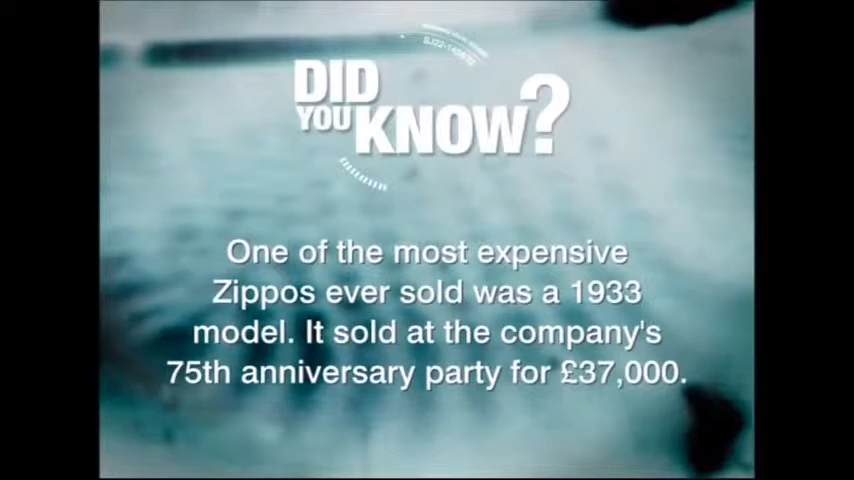 DID
YOU KNOW?
One of the most expensive
Zippos ever sold was a 1933
model. It sold at the company's
75th anniversary party for £37,000.